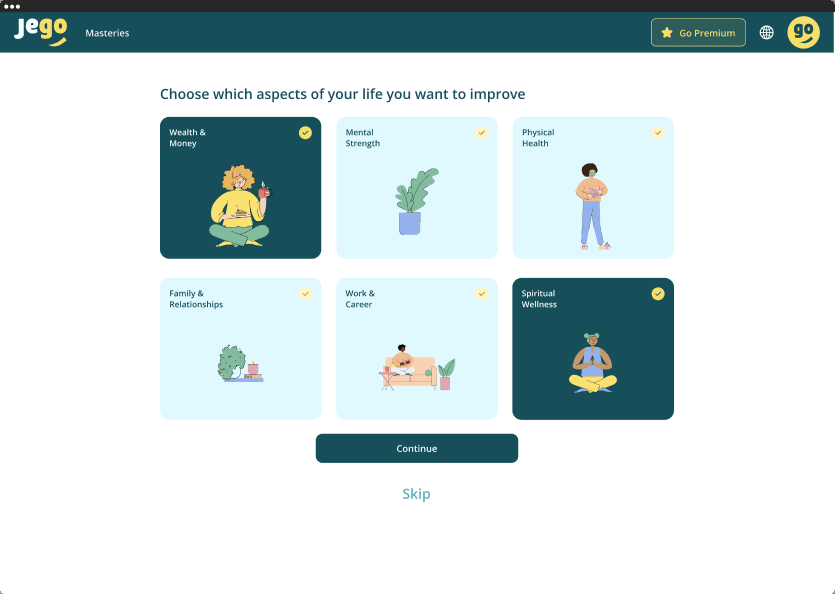 jego
Masteries
Go Premium
go
Choose which aspects of your life you want to improve
Wealth &
Money
Mental
Strength
Physical
Health
Family &
Relationships
Work &
Career
Spiritual
Wellness
Continue
Skip